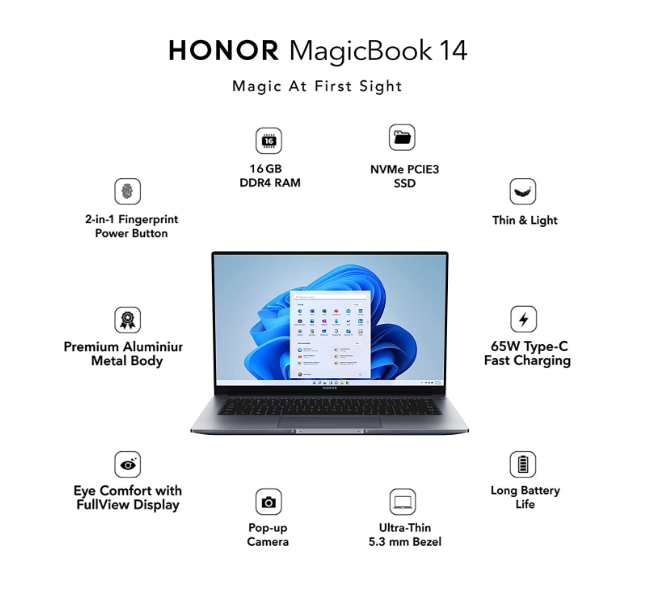 HONOR MagicBook 14
Magic At First Sight
16GB
DDR4 RAM
NVMe PCIE3
SSD
2-in-1 Fingerprint
Power Button
Thin & Light
Premium Aluminiur
Metal Body
65W Type-C
Fast Charging
HONOR
Eye Comfort with
FullView Display
Long Battery
Life
Pop-up
Camera
Ultra-Thin
5.3 mm Bezel